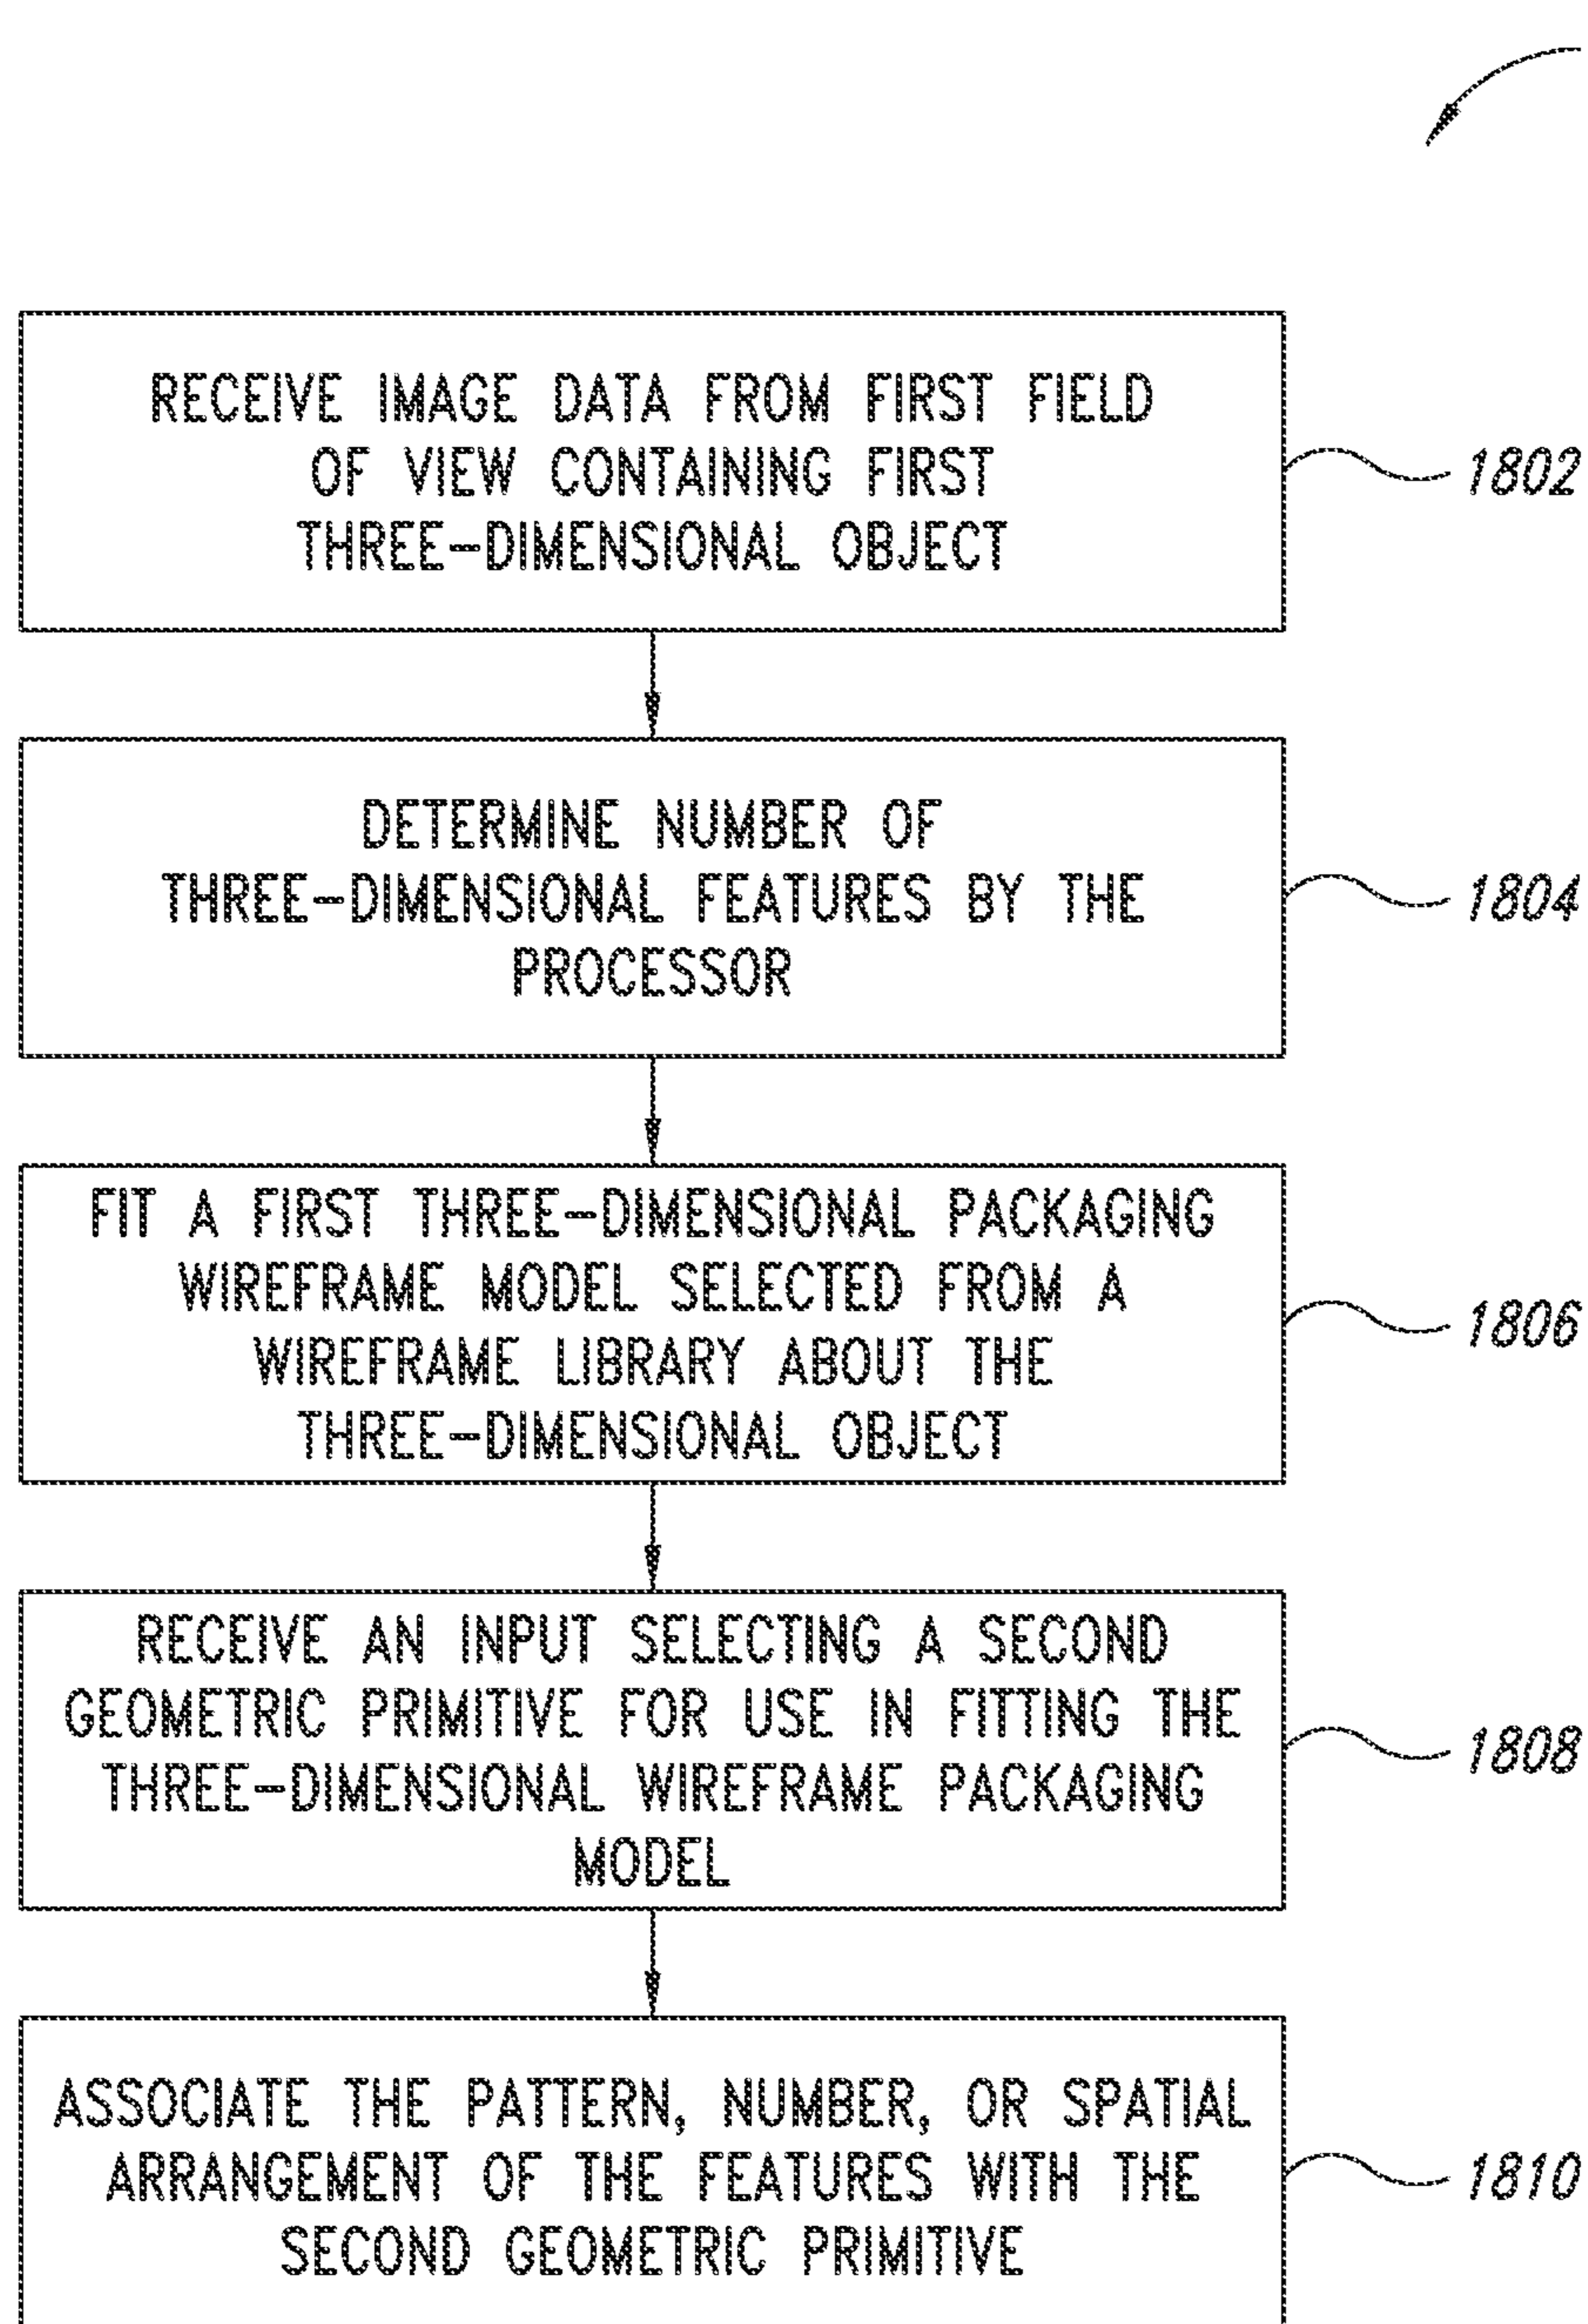 RECEIVE IMAGE DATA FROM FIRST FIELD
OF VIEW CONTAINING FIRST
THREE-DIMENSIONAL OBJECT
1802
DETERMINE NUMBER OF
THREE-DIMENSIONAL FEATURES BY THE
PROCESSOR
1804
FIT A FIRST THREE-DIMENSIONAL PACKAGING
WIREFRAME MODEL SELECTED FROM A
WIREFRAME LIBRARY ABOUT THE
THREE-DIMENSIONAL OBJECT
1806
RECEIVE AN INPUT SELECTING A SECOND
GEOMETRIC PRIMITIVE FOR USE IN FITTING THE
THREE-DIMENSIONAL WIREFRAME PACKAGING
MODEL
1808
ASSOCIATE THE PATTERN, NUMBER, OR SPATIAL
ARRANGEMENT OF THE FEATURES WITH THE
SECOND GEOMETRIC PRIMITIVE
1810